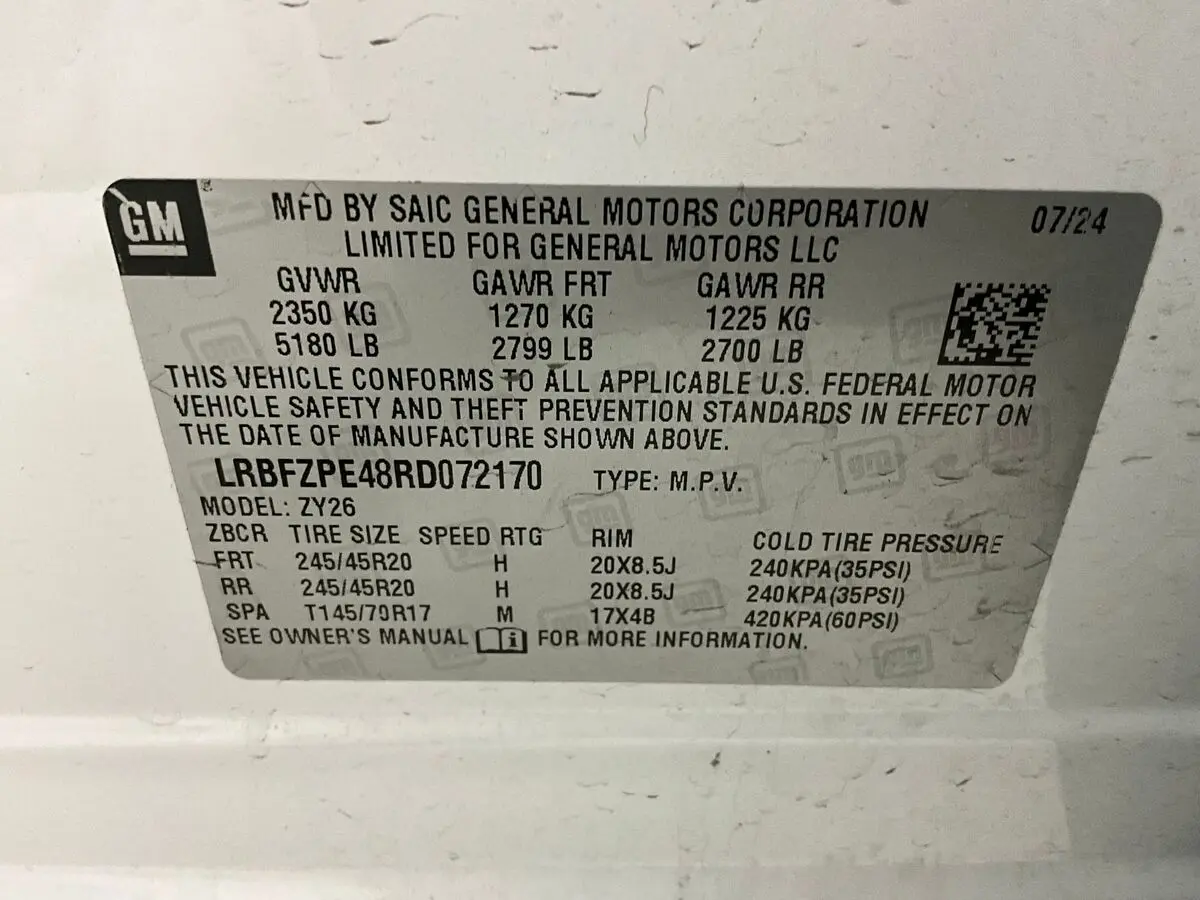 GM
MFD BY SAIC GENERAL MOTORS CORPORATION 07/24
LIMITED FOR GENERAL MOTORS LLC
GVWR GAWR FRT GAWR RR
2350 KG 1270 KG 1225 KG
5180 LB 2799 LB 2700 LB
THIS VEHICLE CONFORMS TO ALL APPLICABLE U.S. FEDERAL MOTOR
VEHICLE SAFETY AND THEFT PREVENTION STANDARDS IN EFFECT ON
THE DATE OF MANUFACTURE SHOWN ABOVE.
LRBFZPE48RD072170 TYPE: M.P.V.
MODEL: ZY26
ZBCR TIRE SIZE SPEED RTG RIM COLD TIRE PRESSURE
FRT 245/45R20 H 20X8.5J 240KPA(35PSI)
RR 245/45R20 H 20X8.5J 240KPA(35PSI)
SPA T145/70R17 M 17X4B 420KPA(60PSI)
SEE OWNER'S MANUAL FOR MORE INFORMATION.